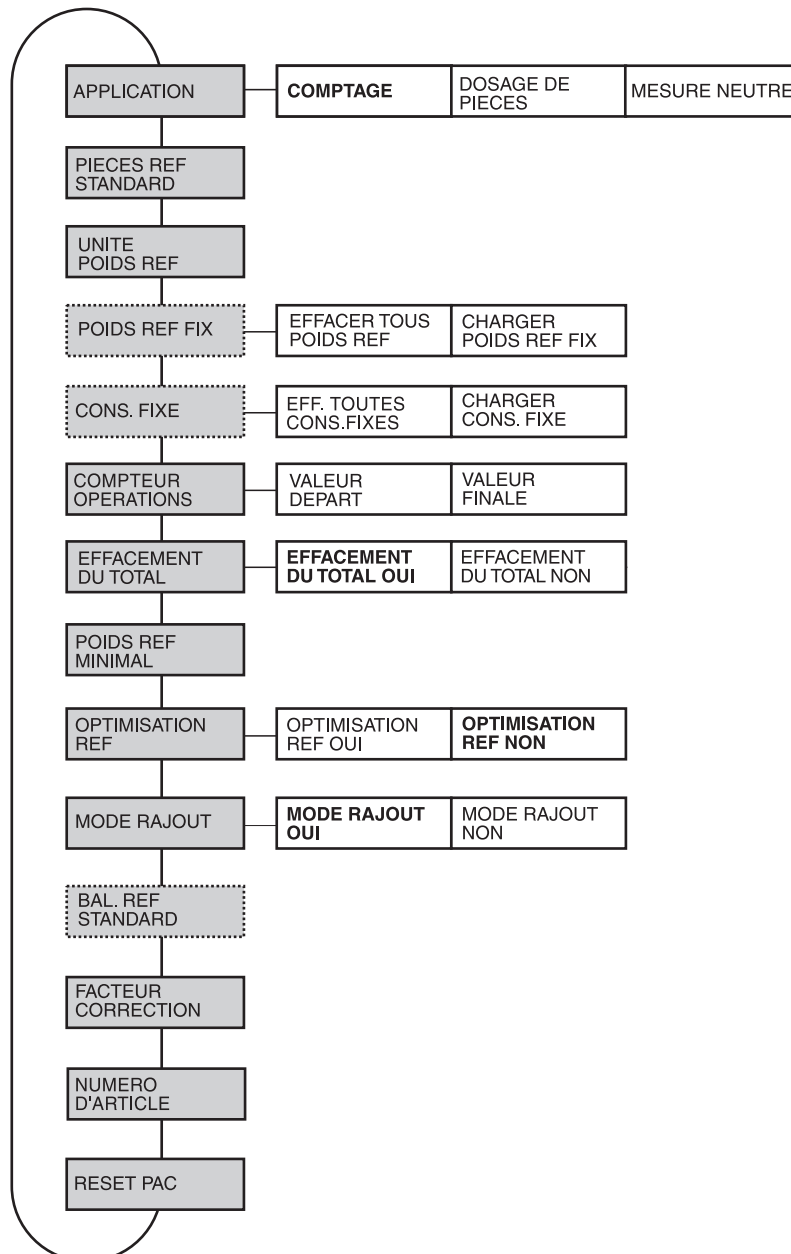 APPLICATION
COMPTAGE
DOSAGE DE
PIECES
MESURE NEUTRE
PIECES REF
STANDARD
UNITE
POIDS REF
POIDS REF FIX
EFFACER TOUS
POIDS REF
CHARGER
POIDS REF FIX
CONS. FIXE
EFF. TOUTES
CONS.FIXES
CHARGER
CONS. FIXE
COMPTEUR
OPERATIONS
VALEUR
DEPART
VALEUR
FINALE
EFFACEMENT
DU TOTAL
EFFACEMENT
DU TOTAL OUI
EFFACEMENT
DU TOTAL NON
POIDS REF
MINIMAL
OPTIMISATION
REF
OPTIMISATION
REF OUI
OPTIMISATION
REF NON
MODE RAJOUT
MODE RAJOUT
OUI
MODE RAJOUT
NON
BAL. REF
STANDARD
FACTEUR
CORRECTION
NUMERO
D'ARTICLE
RESET PAC